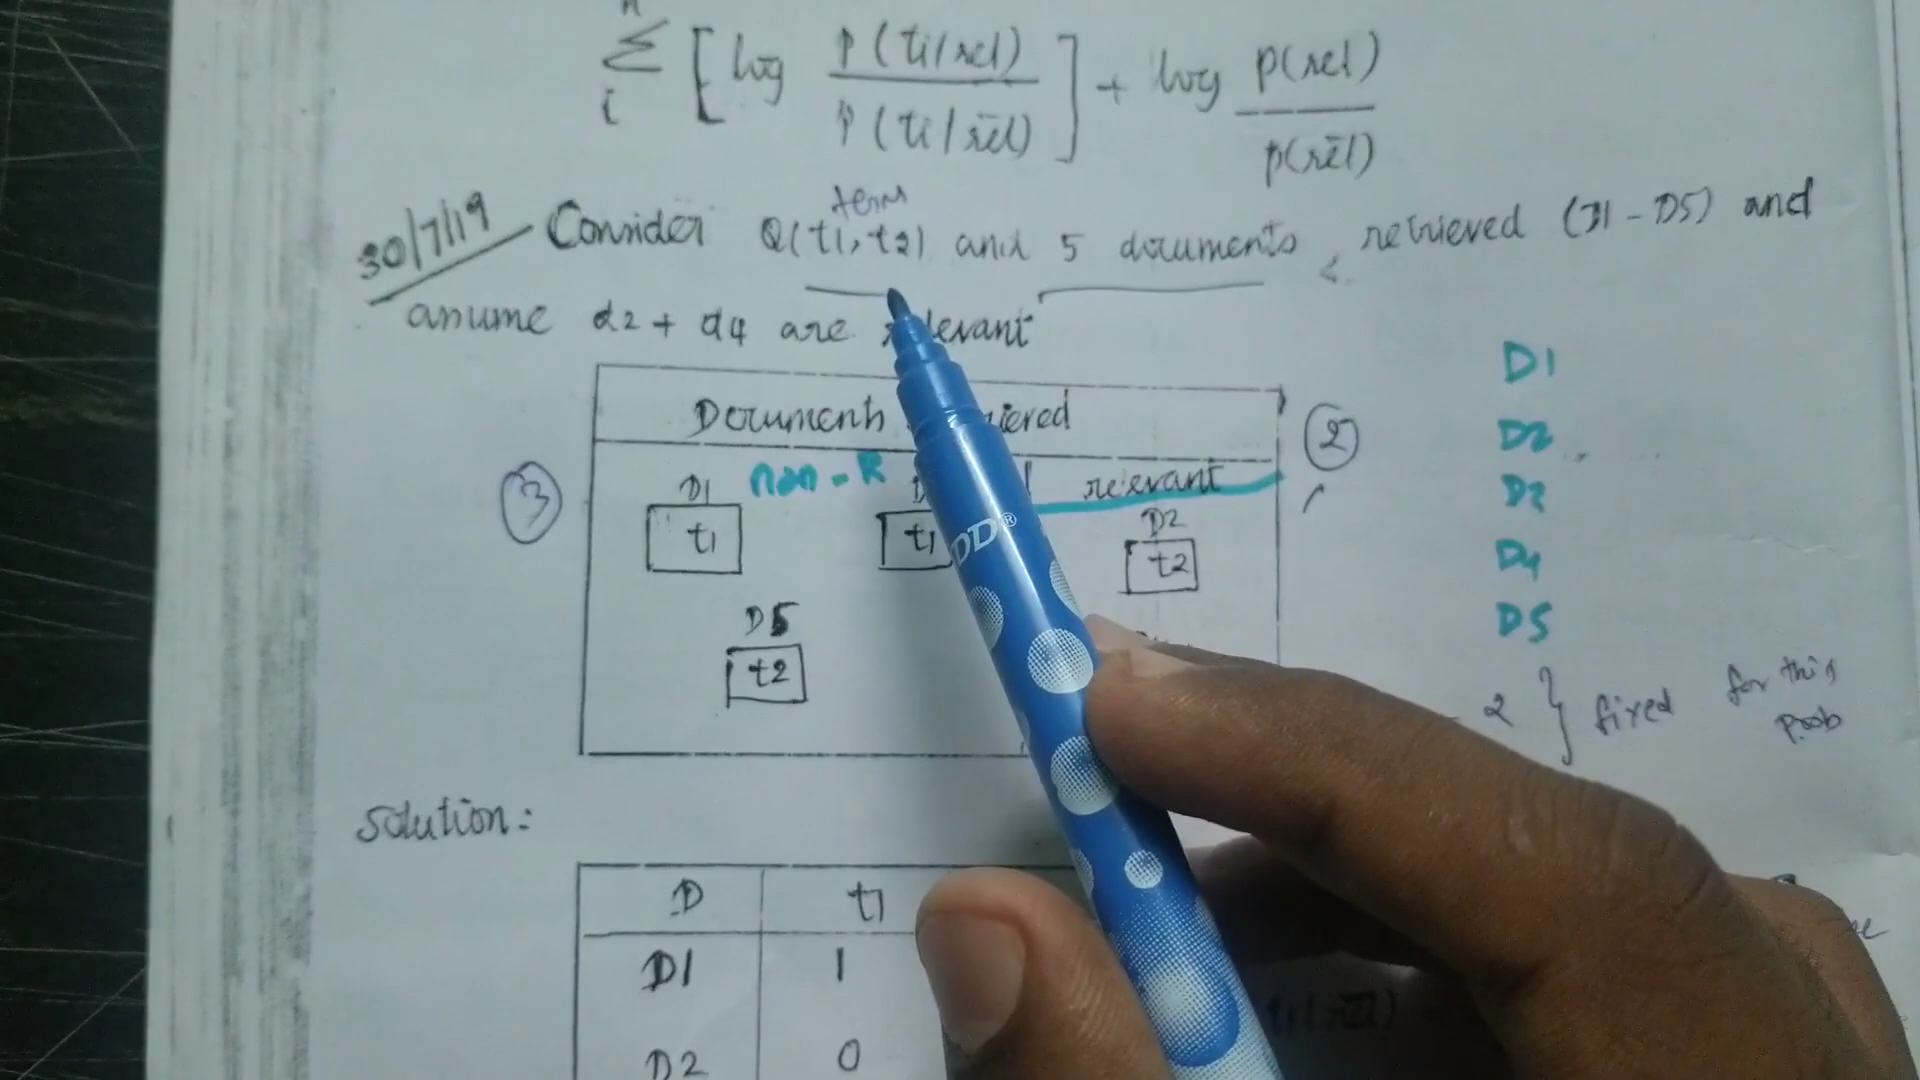 n
Σ [ log p(ti/rel) / p(ti/r̄el) ] + log p(rel) / p(r̄el)
i
term
30/7/19 Consider Q(t1, t2) and 5 documents, retrieved (D1 - D5) and
assume d2 + d4 are relevant
D1
Documents
2
D2
non-R
relevant
3
D1
D2
D2
t1
t1
DD®
t2
D4
D5
D5
t2
2 } fixed for this
prob
Solution:
D t1
D1 1
D2 0